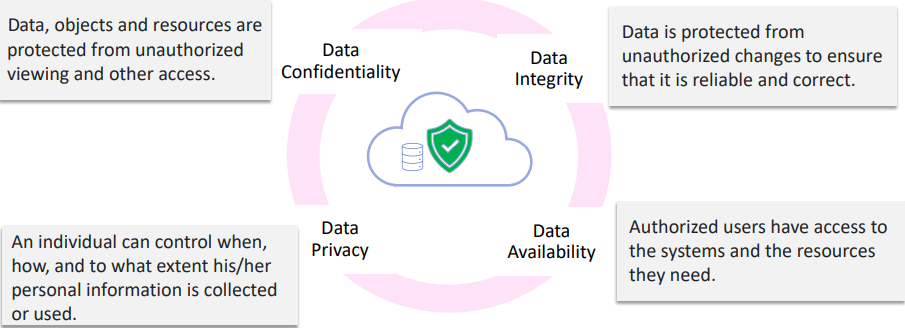 Data, objects and resources are
protected from unauthorized
viewing and other access.
Data
Confidentiality
Data
Integrity
Data is protected from
unauthorized changes to ensure
that it is reliable and correct.
An individual can control when,
how, and to what extent his/her
personal information is collected
or used.
Data
Privacy
Data
Availability
Authorized users have access to
the systems and the resources
they need.